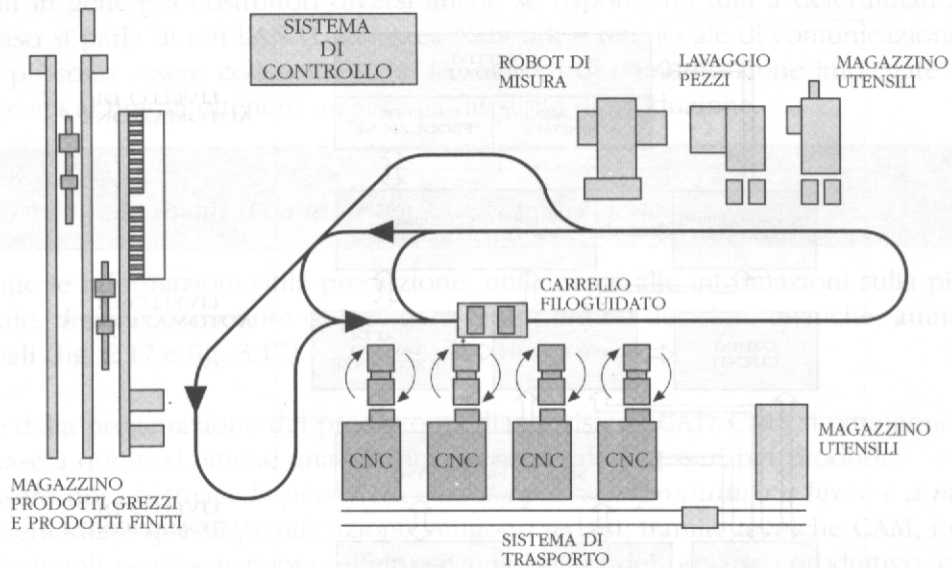 SISTEMA
DI
CONTROLLO
ROBOT DI
MISURA
LAVAGGIO
PEZZI
MAGAZZINO
UTENSILI
CARRELLO
FILOGUIDATO
CNC
CNC
CNC
CNC
MAGAZZINO
UTENSILI
MAGAZZINO
PRODOTTI GREZZI
E PRODOTTI FINITI
SISTEMA DI
TRASPORTO